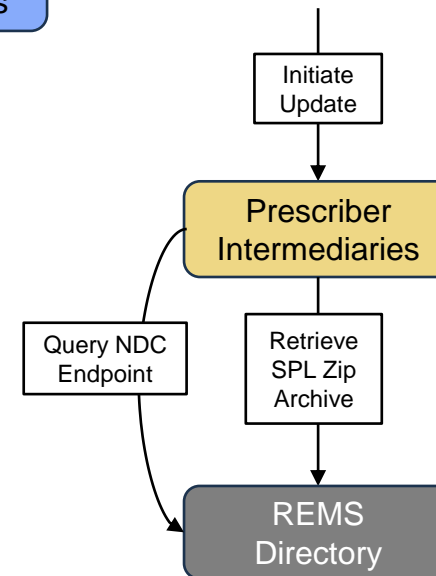 s
Initiate
Update
Prescriber
Intermediaries
Query NDC
Endpoint
Retrieve
SPL Zip
Archive
REMS
Directory